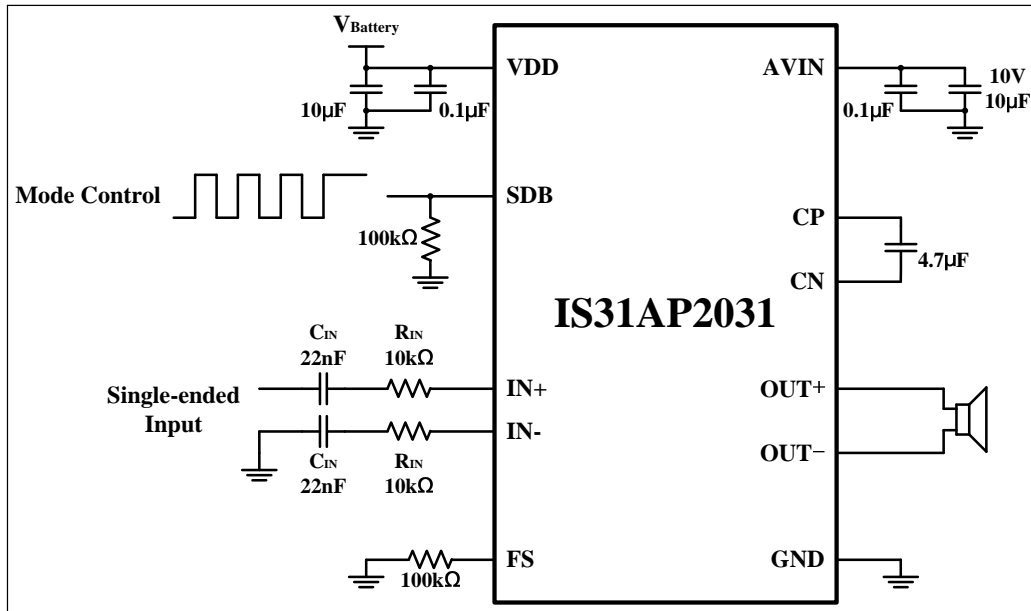 VBattery
VDD
10µF
0.1µF
Mode Control
SDB
100kΩ
CIN
22nF
RIN
10kΩ
IN+
Single-ended
Input
IN-
CIN
22nF
RIN
10kΩ
FS
100kΩ
IS31AP2031
AVIN
0.1µF
10V
10µF
CP
CN
4.7µF
OUT+
OUT−
GND